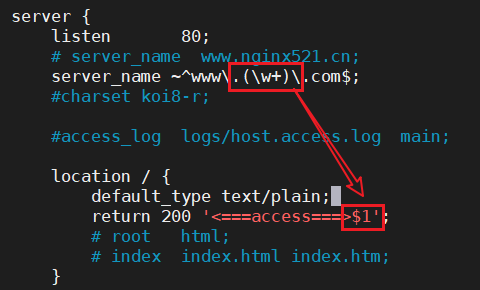 server {
    listen       80;
    # server_name  www.nginx521.cn;
    server_name ~^www\.(\w+)\.com$;
    #charset koi8-r;
    #access_log  logs/host.access.log  main;
    location / {
        default_type text/plain;
        return 200 '<===access===>$1';
        # root   html;
        # index  index.html index.htm;
    }